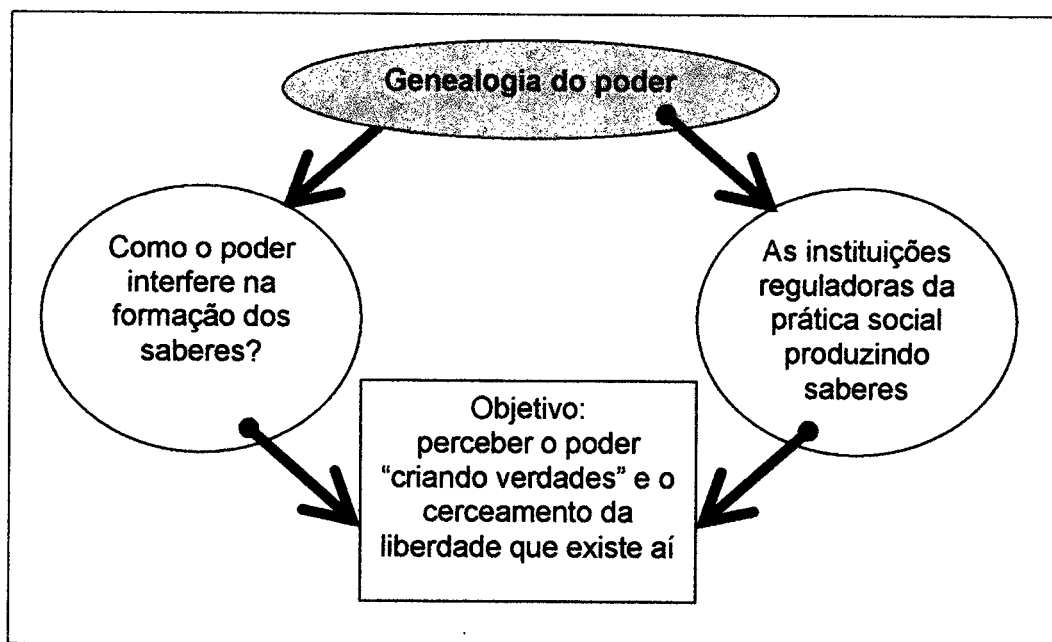 Genealogia do poder
Como o poder
interfere na
formação dos
saberes?
As instituições
reguladoras da
prática social
produzindo
saberes
Objetivo:
perceber o poder
“criando verdades” e o
cerceamento da
liberdade que existe aí